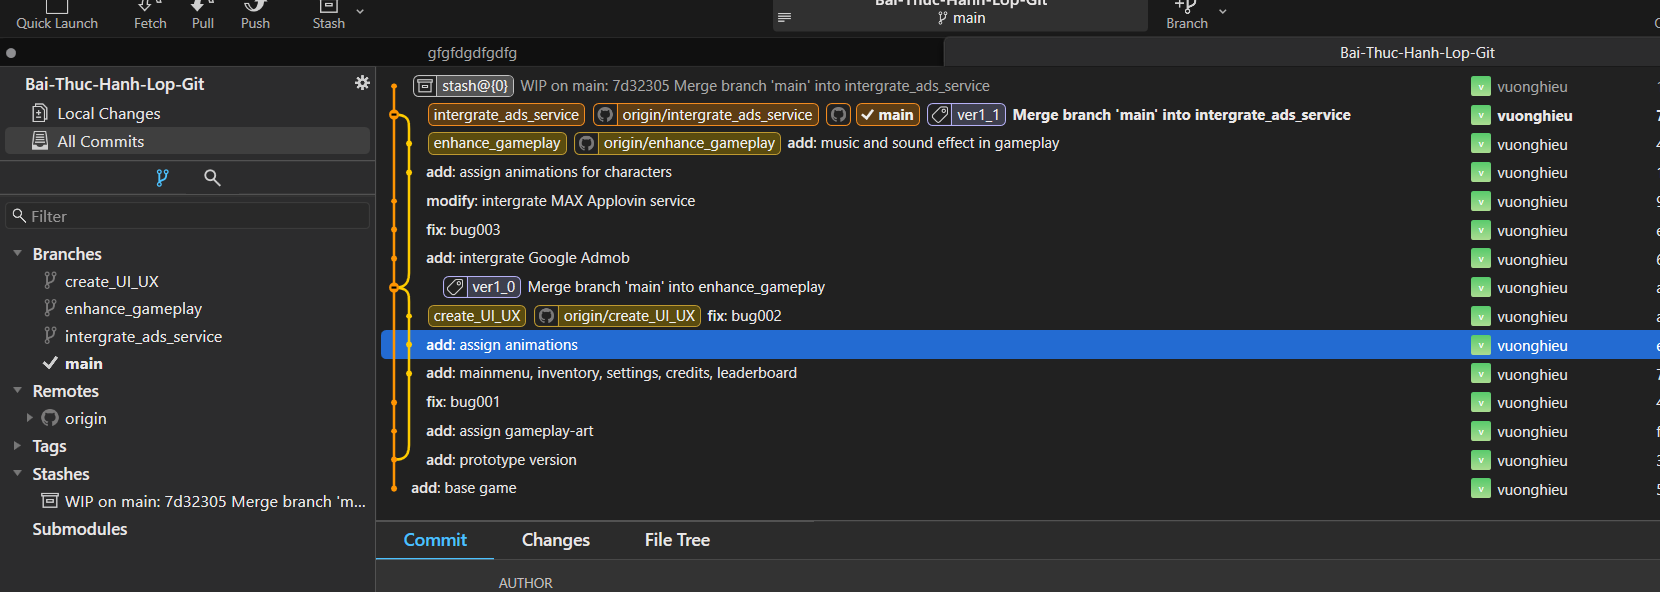 Bai-Thuc-Hanh-Lop-Git
Quick Launch Fetch Pull Push Stash main Branch
gfgfdgdfgdfg Bai-Thuc-Hanh-Lop-Git
Bai-Thuc-Hanh-Lop-Git
Local Changes
All Commits
Filter
Branches
create_UI_UX
enhance_gameplay
intergrate_ads_service
main
Remotes
origin
Tags
Stashes
WIP on main: 7d32305 Merge branch 'm...
Submodules
stash@{0} WIP on main: 7d32305 Merge branch 'main' into intergrate_ads_service v vuonghieu
intergrate_ads_service origin/intergrate_ads_service main ver1_1 Merge branch 'main' into intergrate_ads_service v vuonghieu
enhance_gameplay origin/enhance_gameplay add: music and sound effect in gameplay v vuonghieu
add: assign animations for characters v vuonghieu
modify: intergrate MAX Applovin service v vuonghieu
fix: bug003 v vuonghieu
add: intergrate Google Admob v vuonghieu
ver1_0 Merge branch 'main' into enhance_gameplay v vuonghieu
create_UI_UX origin/create_UI_UX fix: bug002 v vuonghieu
add: assign animations v vuonghieu
add: mainmenu, inventory, settings, credits, leaderboard v vuonghieu
fix: bug001 v vuonghieu
add: assign gameplay-art v vuonghieu
add: prototype version v vuonghieu
add: base game v vuonghieu
Commit Changes File Tree
AUTHOR